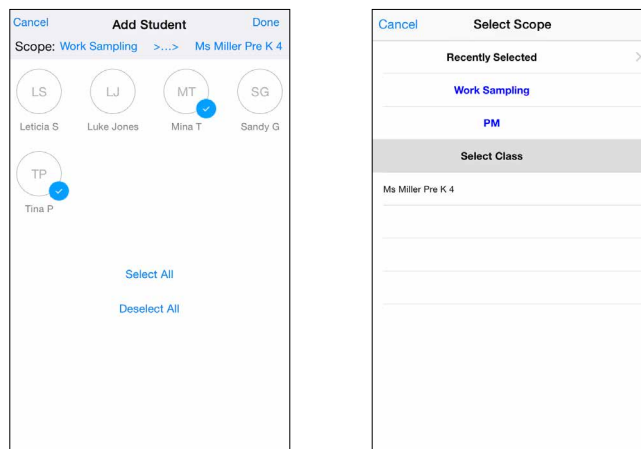 Cancel Add Student Done
Scope: Work Sampling >...> Ms Miller Pre K 4
LS LJ MT SG
Leticia S Luke Jones Mina T Sandy G
TP
Tina P
Select All
Deselect All
Cancel Select Scope
Recently Selected
Work Sampling
PM
Select Class
Ms Miller Pre K 4